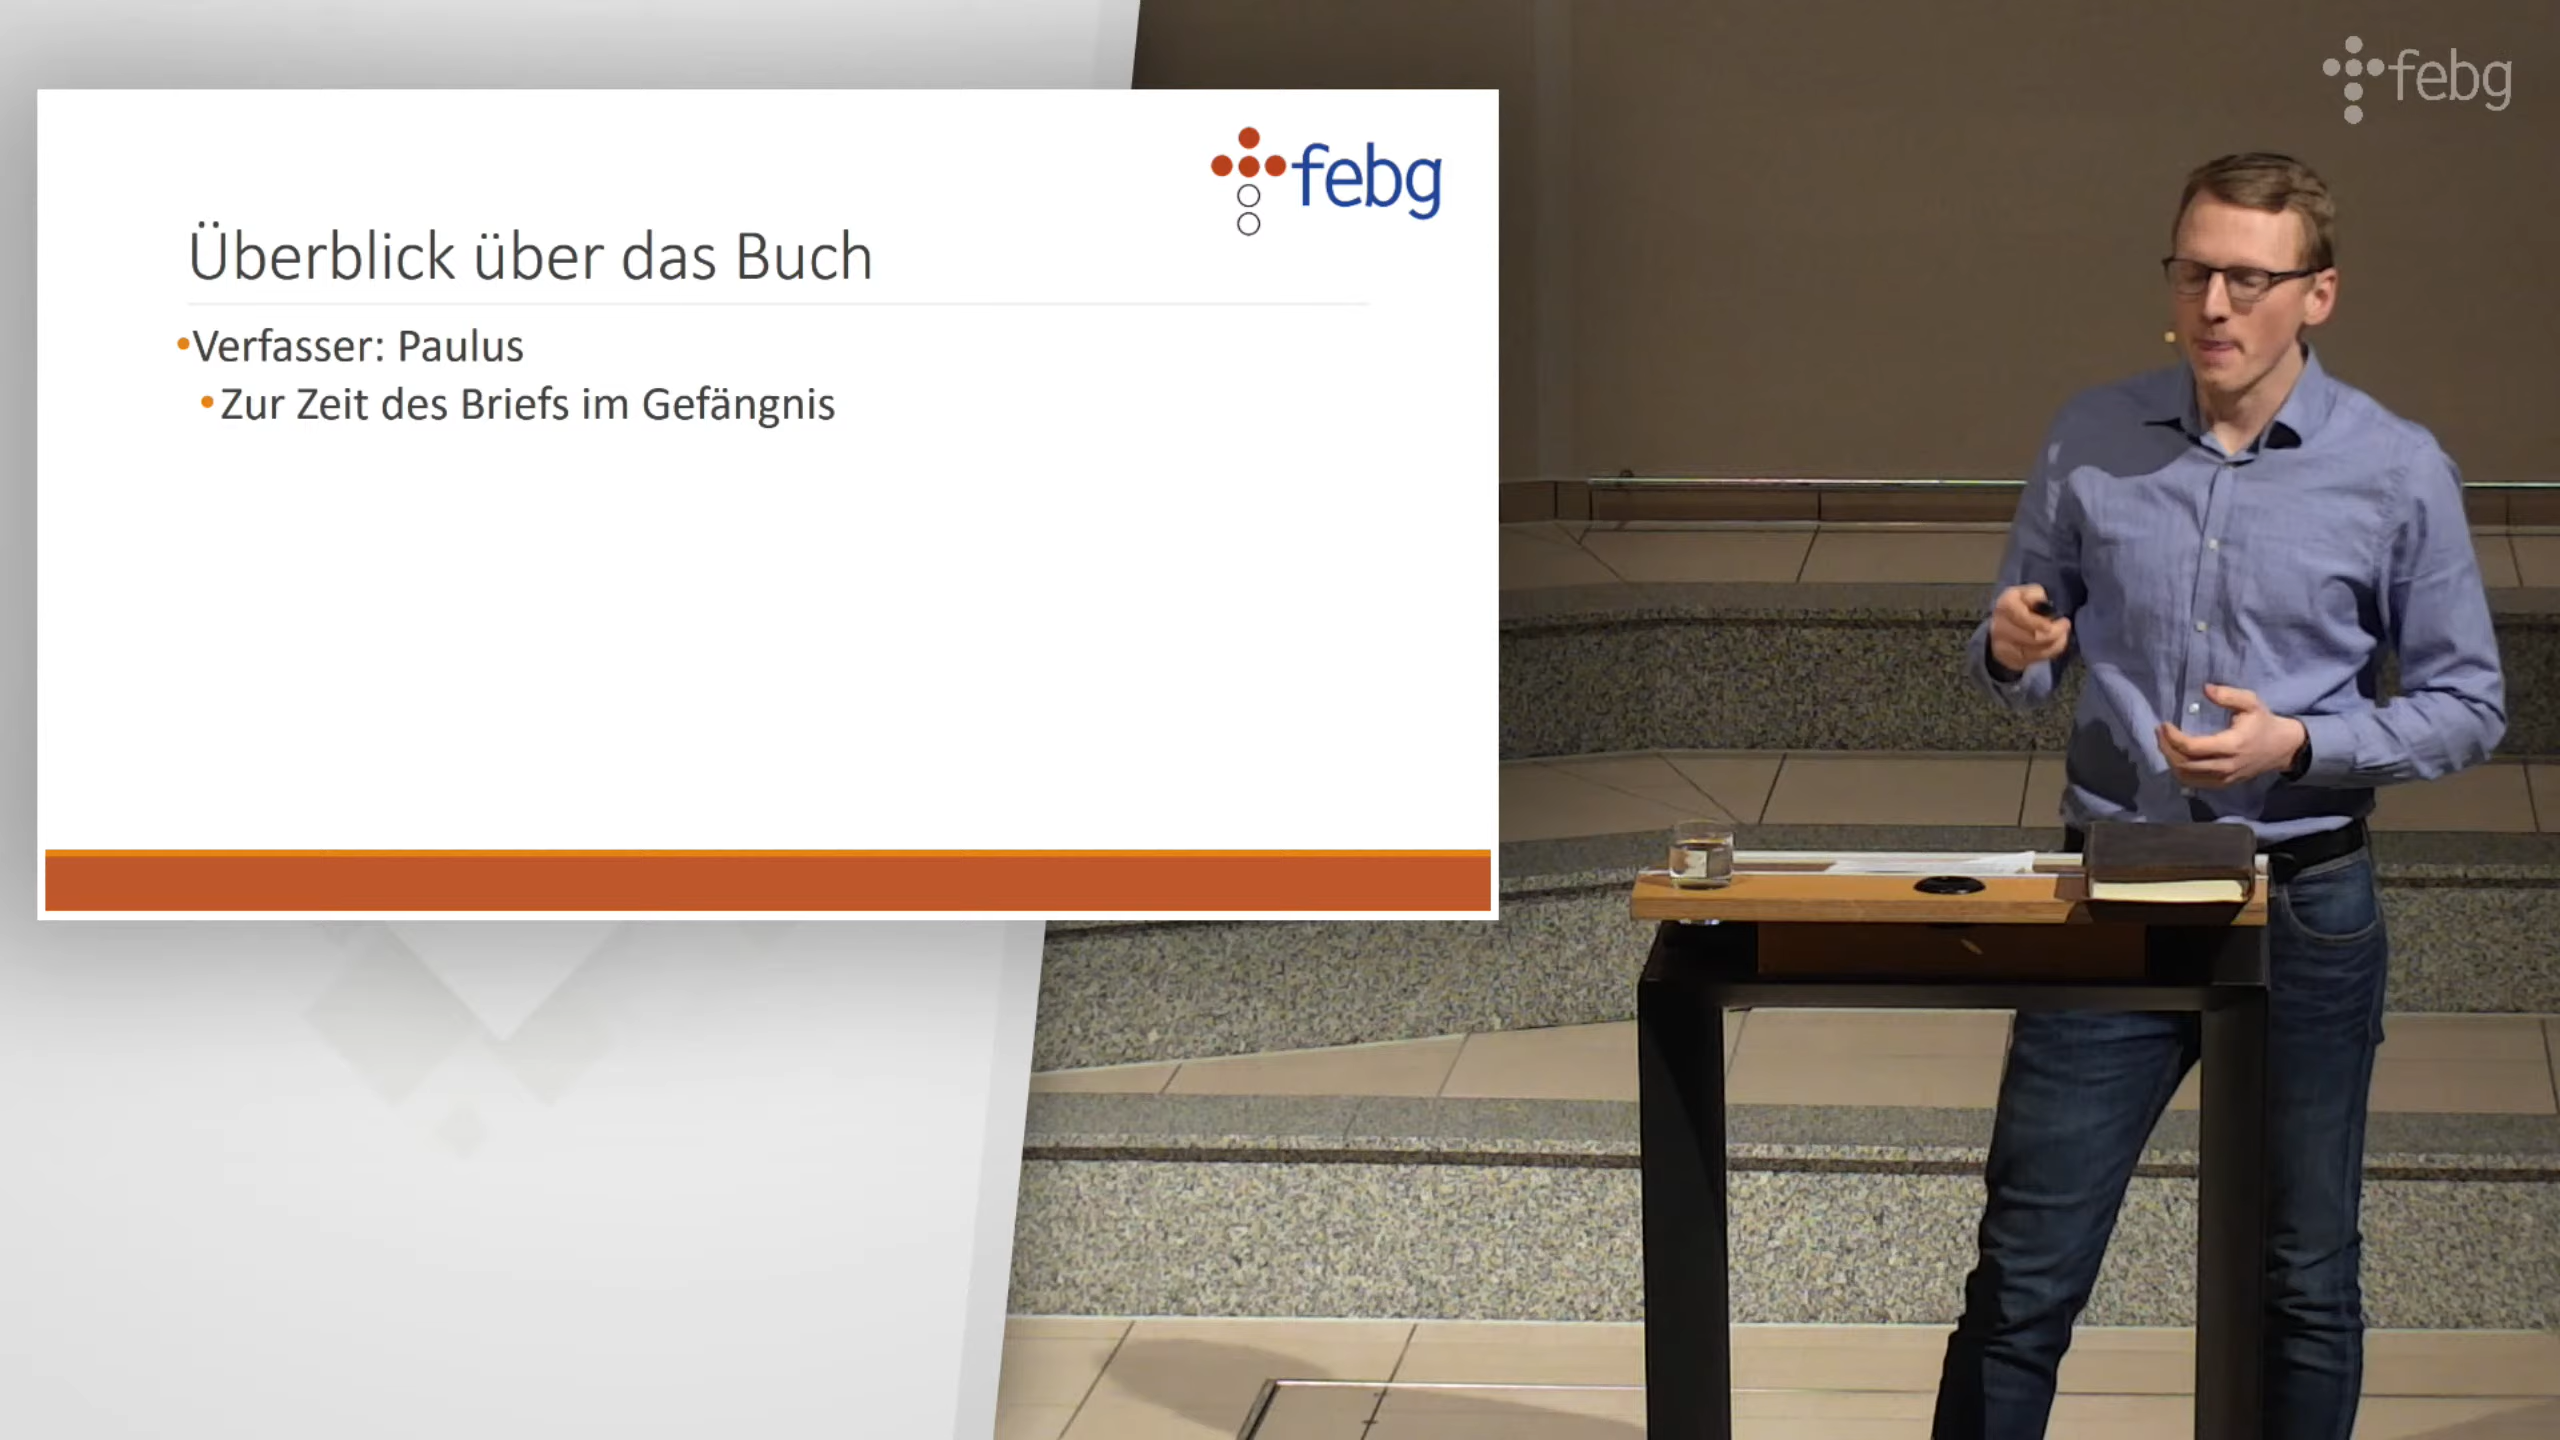 febg
febg
Überblick über das Buch
•Verfasser: Paulus
•Zur Zeit des Briefs im Gefängnis